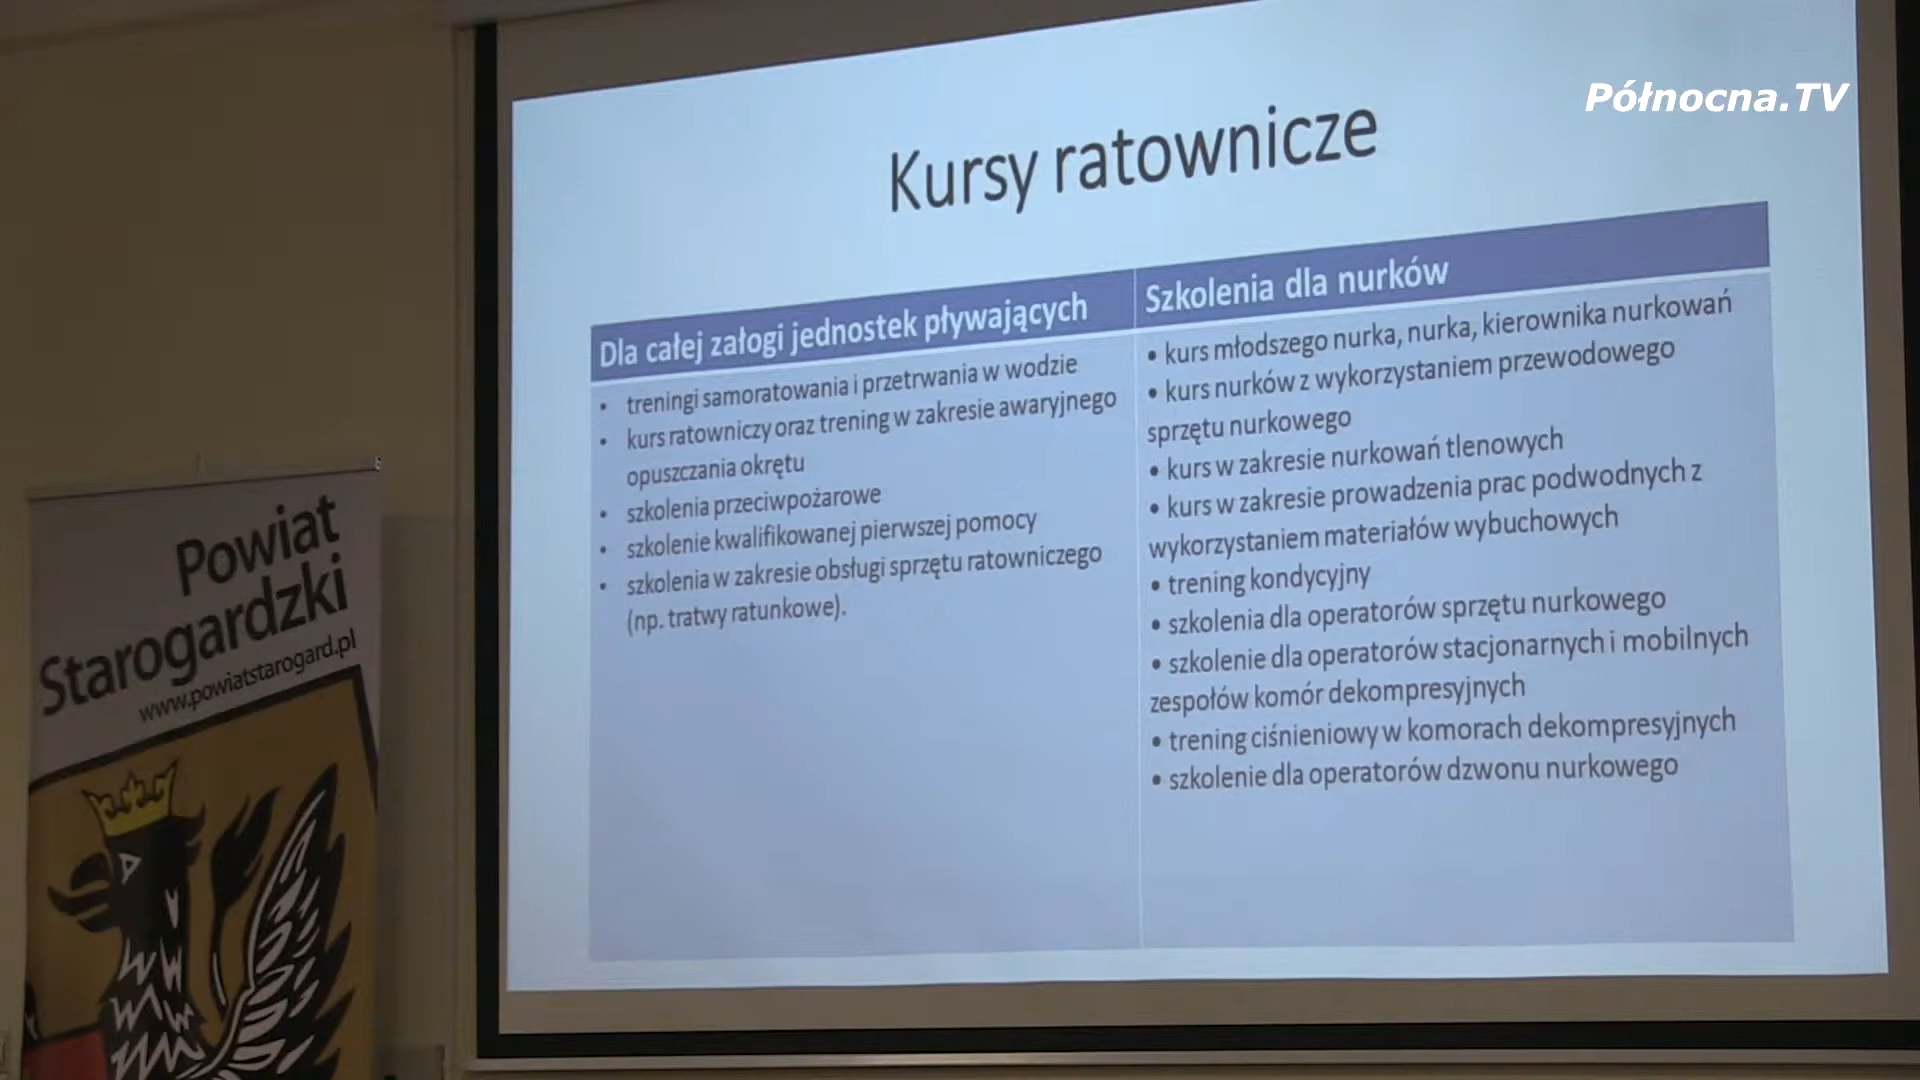 Północna.TV
Kursy ratownicze
Dla całej załogi jednostek pływających
• treningi samoratowania i przetrwania w wodzie
• kurs ratowniczy oraz trening w zakresie awaryjnego
opuszczania okrętu
• szkolenia przeciwpożarowe
• szkolenie kwalifikowanej pierwszej pomocy
• szkolenia w zakresie obsługi sprzętu ratowniczego
(np. tratwy ratunkowe).
Szkolenia dla nurków
• kurs młodszego nurka, nurka, kierownika nurkowań
• kurs nurków z wykorzystaniem przewodowego
sprzętu nurkowego
• kurs w zakresie nurkowań tlenowych
• kurs w zakresie prowadzenia prac podwodnych z
wykorzystaniem materiałów wybuchowych
• trening kondycyjny
• szkolenia dla operatorów sprzętu nurkowego
• szkolenie dla operatorów stacjonarnych i mobilnych
zespołów komór dekompresyjnych
• trening ciśnieniowy w komorach dekompresyjnych
• szkolenie dla operatorów dzwonu nurkowego
Powiat
Starogardzki
www.powiatstarogard.pl